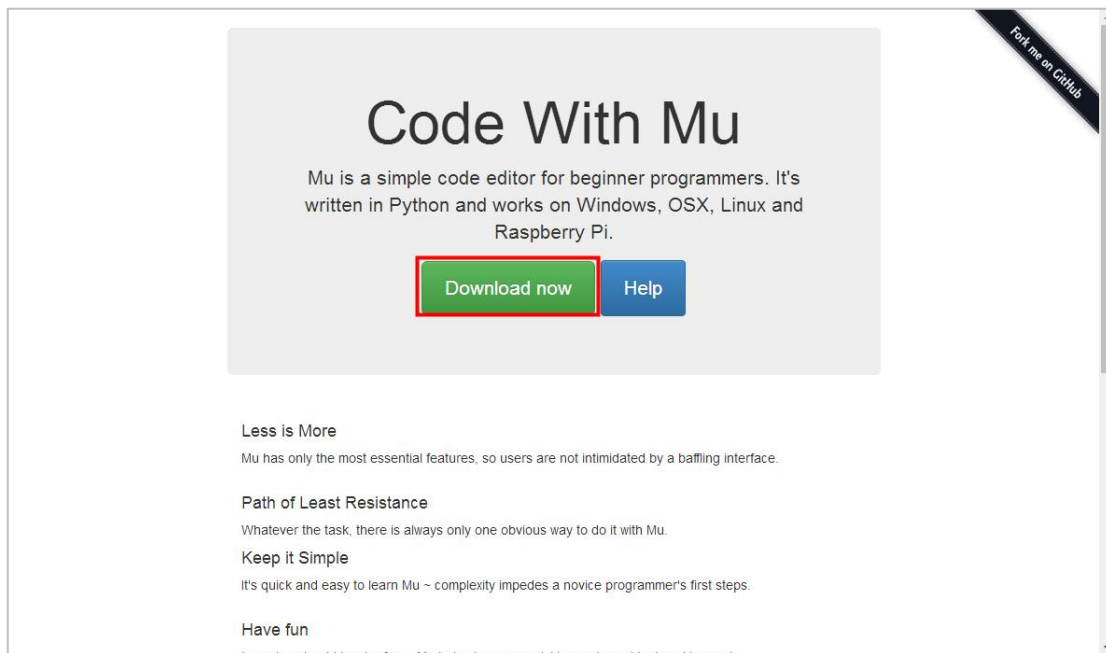 Fork me on GitHub
Code With Mu
Mu is a simple code editor for beginner programmers. It's
written in Python and works on Windows, OSX, Linux and
Raspberry Pi.
Download now
Help
Less is More
Mu has only the most essential features, so users are not intimidated by a baffling interface.
Path of Least Resistance
Whatever the task, there is always only one obvious way to do it with Mu.
Keep it Simple
It's quick and easy to learn Mu ~ complexity impedes a novice programmer's first steps.
Have fun